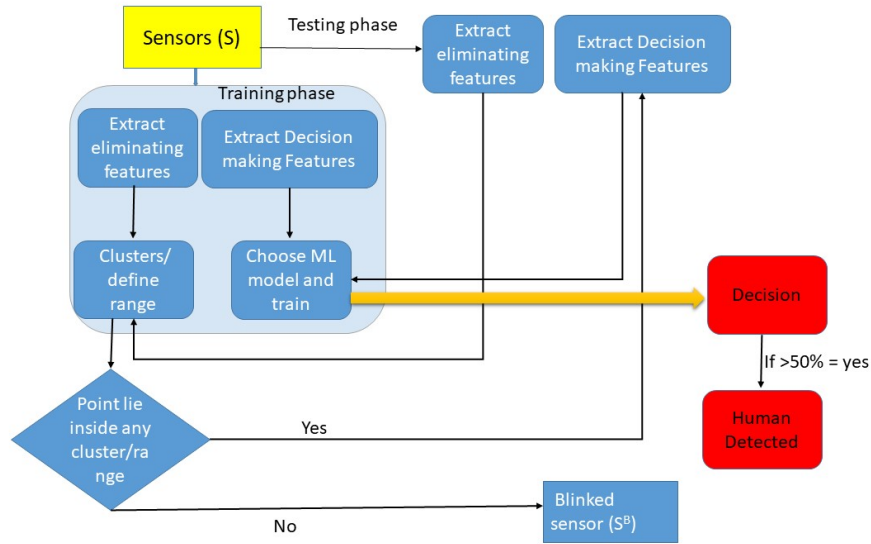 Sensors (S)
Testing phase
Extract
eliminating
features
Extract Decision
making Features
Training phase
Extract
eliminating
features
Extract Decision
making Features
Clusters/
define
range
Choose ML
model and
train
Decision
If >50% = yes
Human
Detected
Point lie
inside any
cluster/ra
nge
Yes
No
Blinked
sensor (Sᴮ)